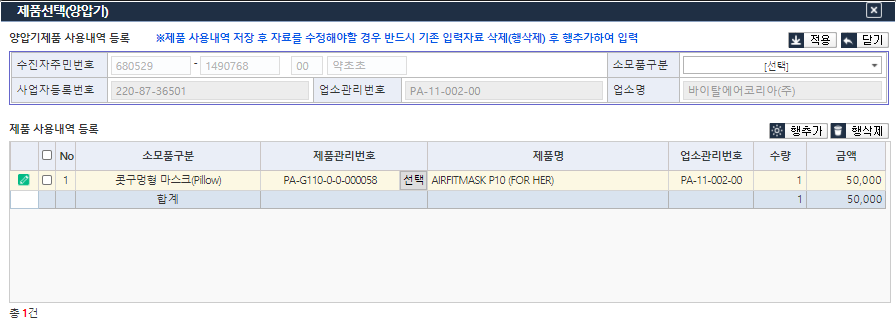 제품선택(양압기)
양압기제품 사용내역 등록 ※제품 사용내역 저장 후 자료를 수정해야할 경우 반드시 기존 입력자료 삭제(행삭제) 후 행추가하여 입력 적용 닫기
수진자주민번호 680529 - 1490768 00 약초초 소모품구분 [선택]
사업자등록번호 220-87-36501 업소관리번호 PA-11-002-00 업소명 바이탈에어코리아(주)
제품 사용내역 등록 행추가 행삭제
No 소모품구분 제품관리번호 제품명 업소관리번호 수량 금액
1 콧구멍형 마스크(Pillow) PA-G110-0-0-000058 선택 AIRFITMASK P10 (FOR HER) PA-11-002-00 1 50,000
합계 1 50,000
총 1건